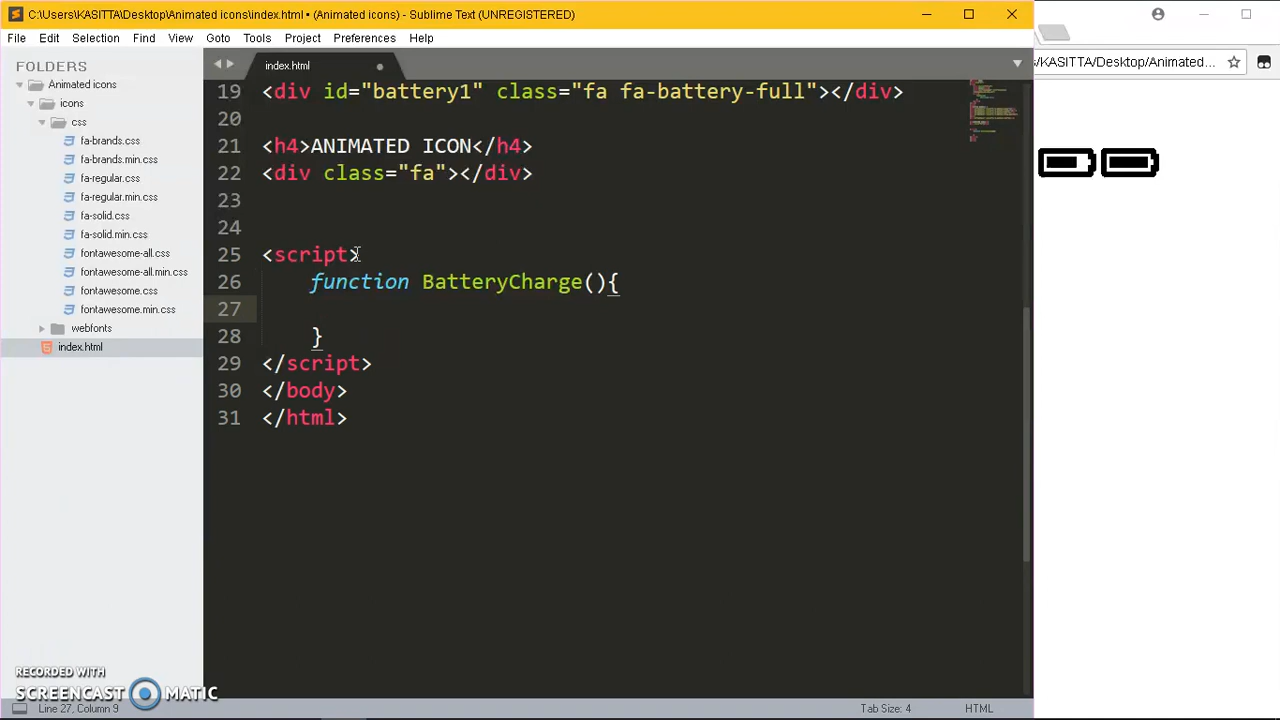 C:\Users\KASITTA\Desktop\Animated icons\index.html • (Animated icons) - Sublime Text (UNREGISTERED)
File Edit Selection Find View Goto Tools Project Preferences Help
/KASITTA/Desktop/Animated...
FOLDERS
Animated icons
icons
css
fa-brands.css
fa-brands.min.css
fa-regular.css
fa-regular.min.css
fa-solid.css
fa-solid.min.css
fontawesome-all.css
fontawesome-all.min.css
fontawesome.css
fontawesome.min.css
webfonts
index.html
index.html
19 <div id="battery1" class="fa fa-battery-full"></div>
20
21 <h4>ANIMATED ICON</h4>
22 <div class="fa"></div>
23
24
25 <script>
26 function BatteryCharge(){
27
28 }
29 </script>
30 </body>
31 </html>
RECORDED WITH
SCREENCAST MATIC
Line 27, Column 9
Tab Size: 4
HTML